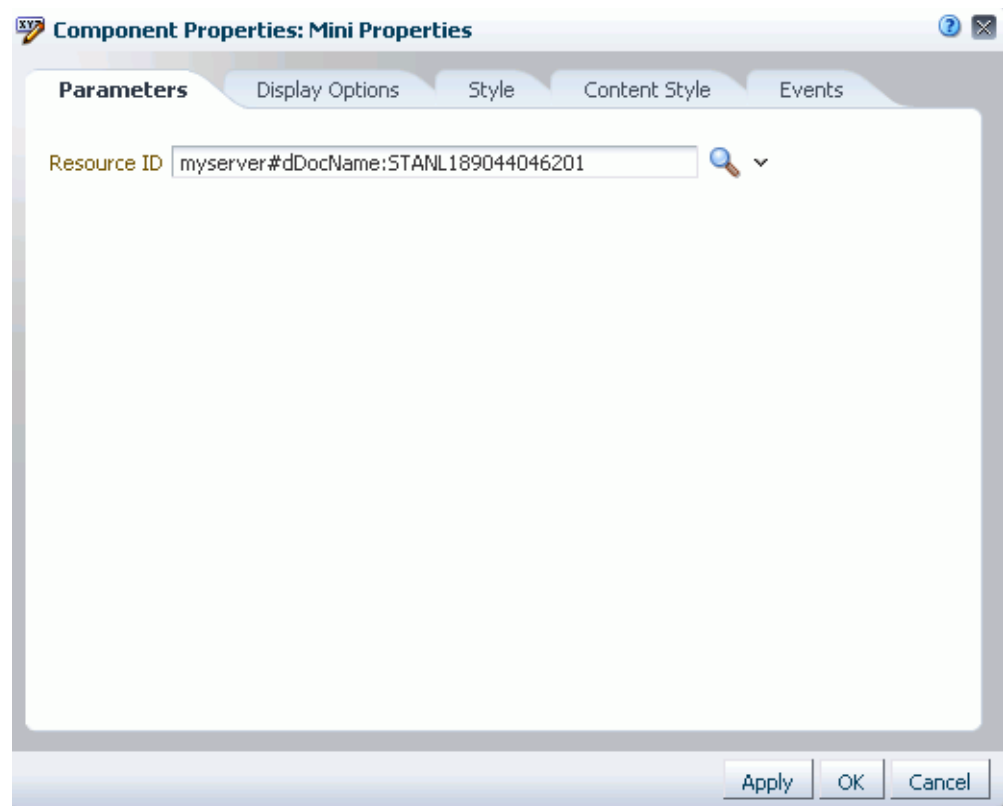 Component Properties: Mini Properties
Parameters Display Options Style Content Style Events
Resource ID myserver#dDocName:STANL189044046201
Apply OK Cancel